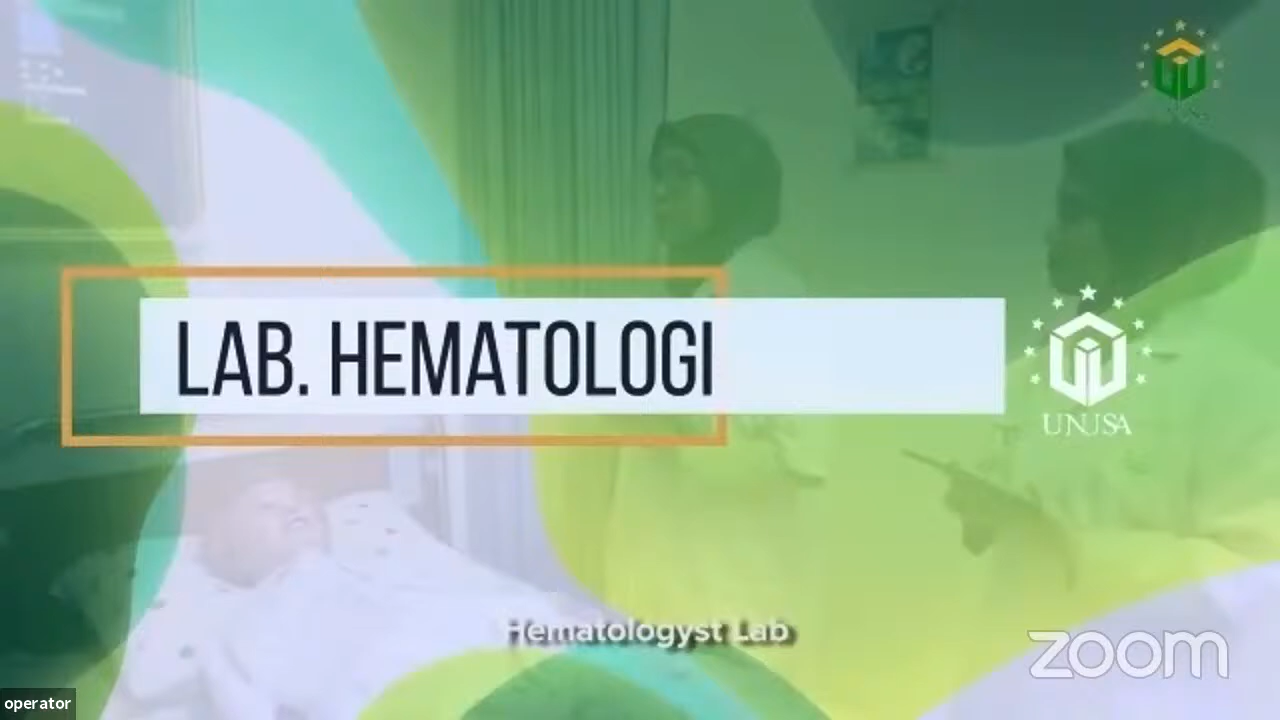 LAB. HEMATOLOGI
UNUSA
Hematologyst Lab
zoom
operator